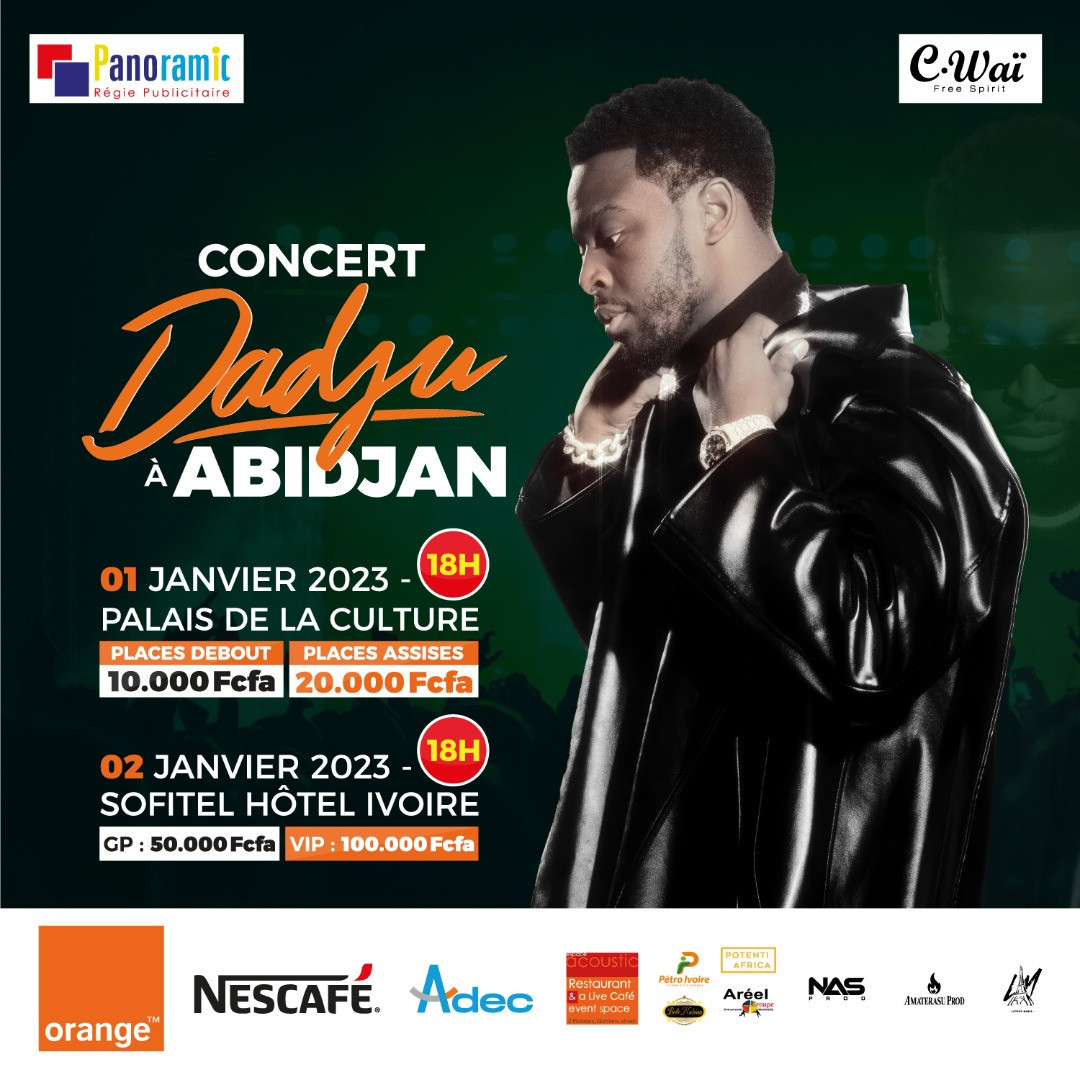 Panoramic
Régie Publicitaire
C·Waï
Free Spirit
CONCERT
Dadju
À ABIDJAN
01 JANVIER 2023 - 18H
PALAIS DE LA CULTURE
PLACES DEBOUT PLACES ASSISES
10.000 Fcfa 20.000 Fcfa
02 JANVIER 2023 - 18H
SOFITEL HÔTEL IVOIRE
GP : 50.000 Fcfa VIP : 100.000 Fcfa
orange™
NESCAFÉ®
Adec
espace
acoustic
Restaurant
& a Live Café
event space
Pétro Ivoire
POTENTI
AFRICA
Aréel
Groupe
NAS
PROD
AMATERASU PROD